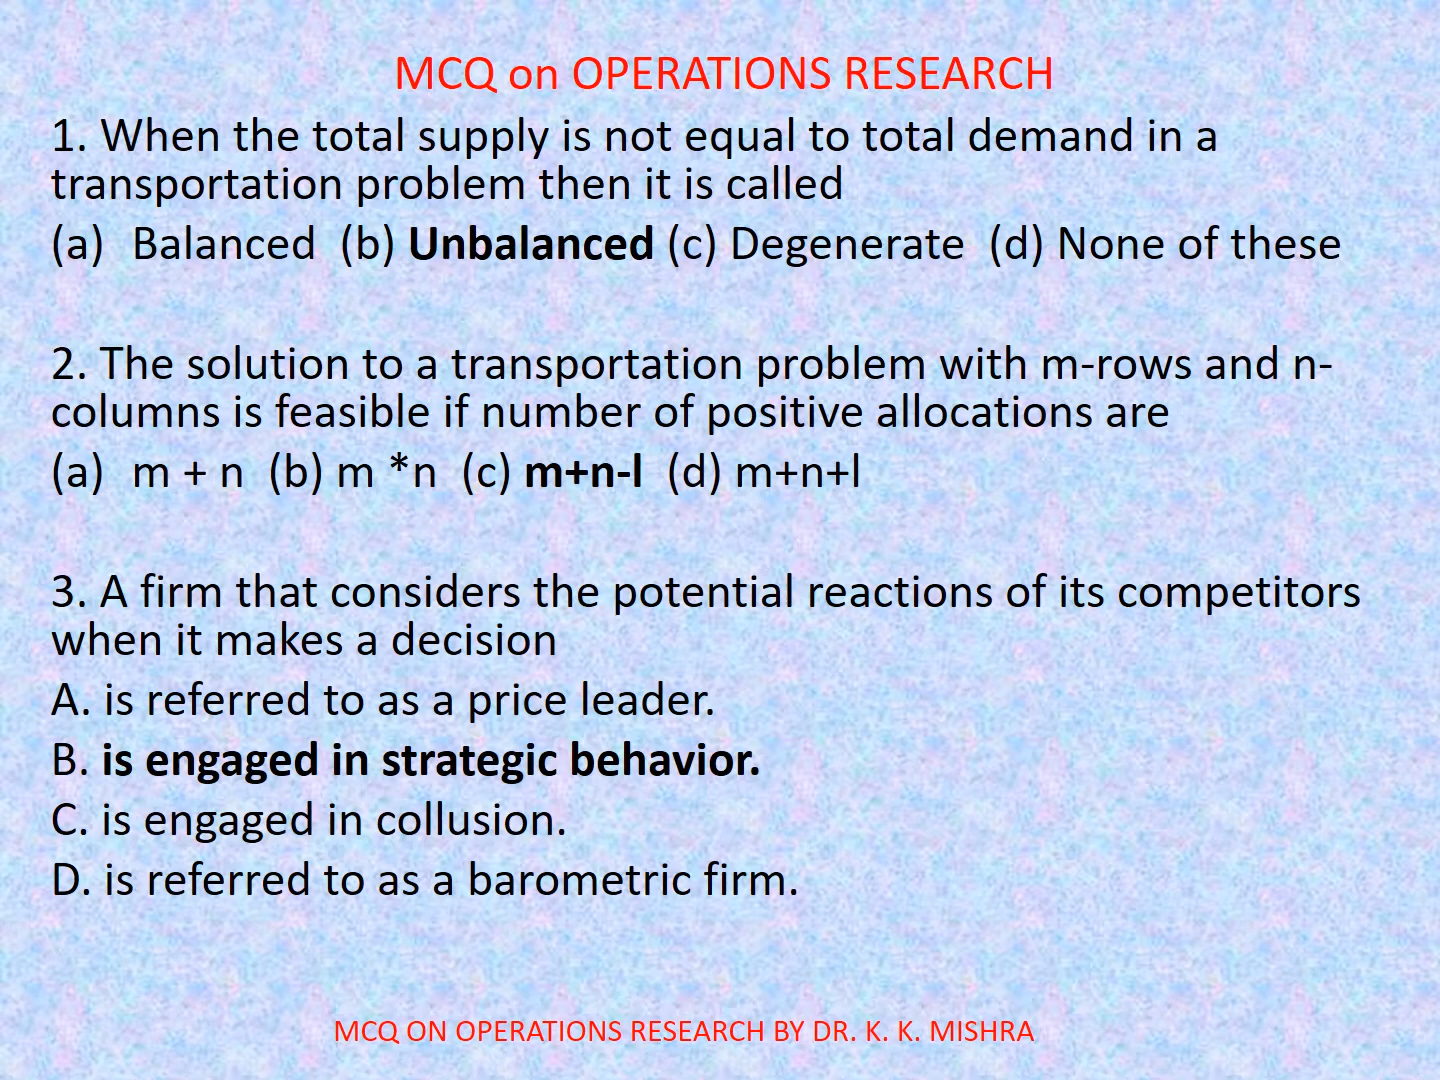 MCQ on OPERATIONS RESEARCH
1. When the total supply is not equal to total demand in a
transportation problem then it is called
(a) Balanced (b) Unbalanced (c) Degenerate (d) None of these
2. The solution to a transportation problem with m-rows and n-
columns is feasible if number of positive allocations are
(a) m + n (b) m *n (c) m+n-l (d) m+n+l
3. A firm that considers the potential reactions of its competitors
when it makes a decision
A. is referred to as a price leader.
B. is engaged in strategic behavior.
C. is engaged in collusion.
D. is referred to as a barometric firm.
MCQ ON OPERATIONS RESEARCH BY DR. K. K. MISHRA